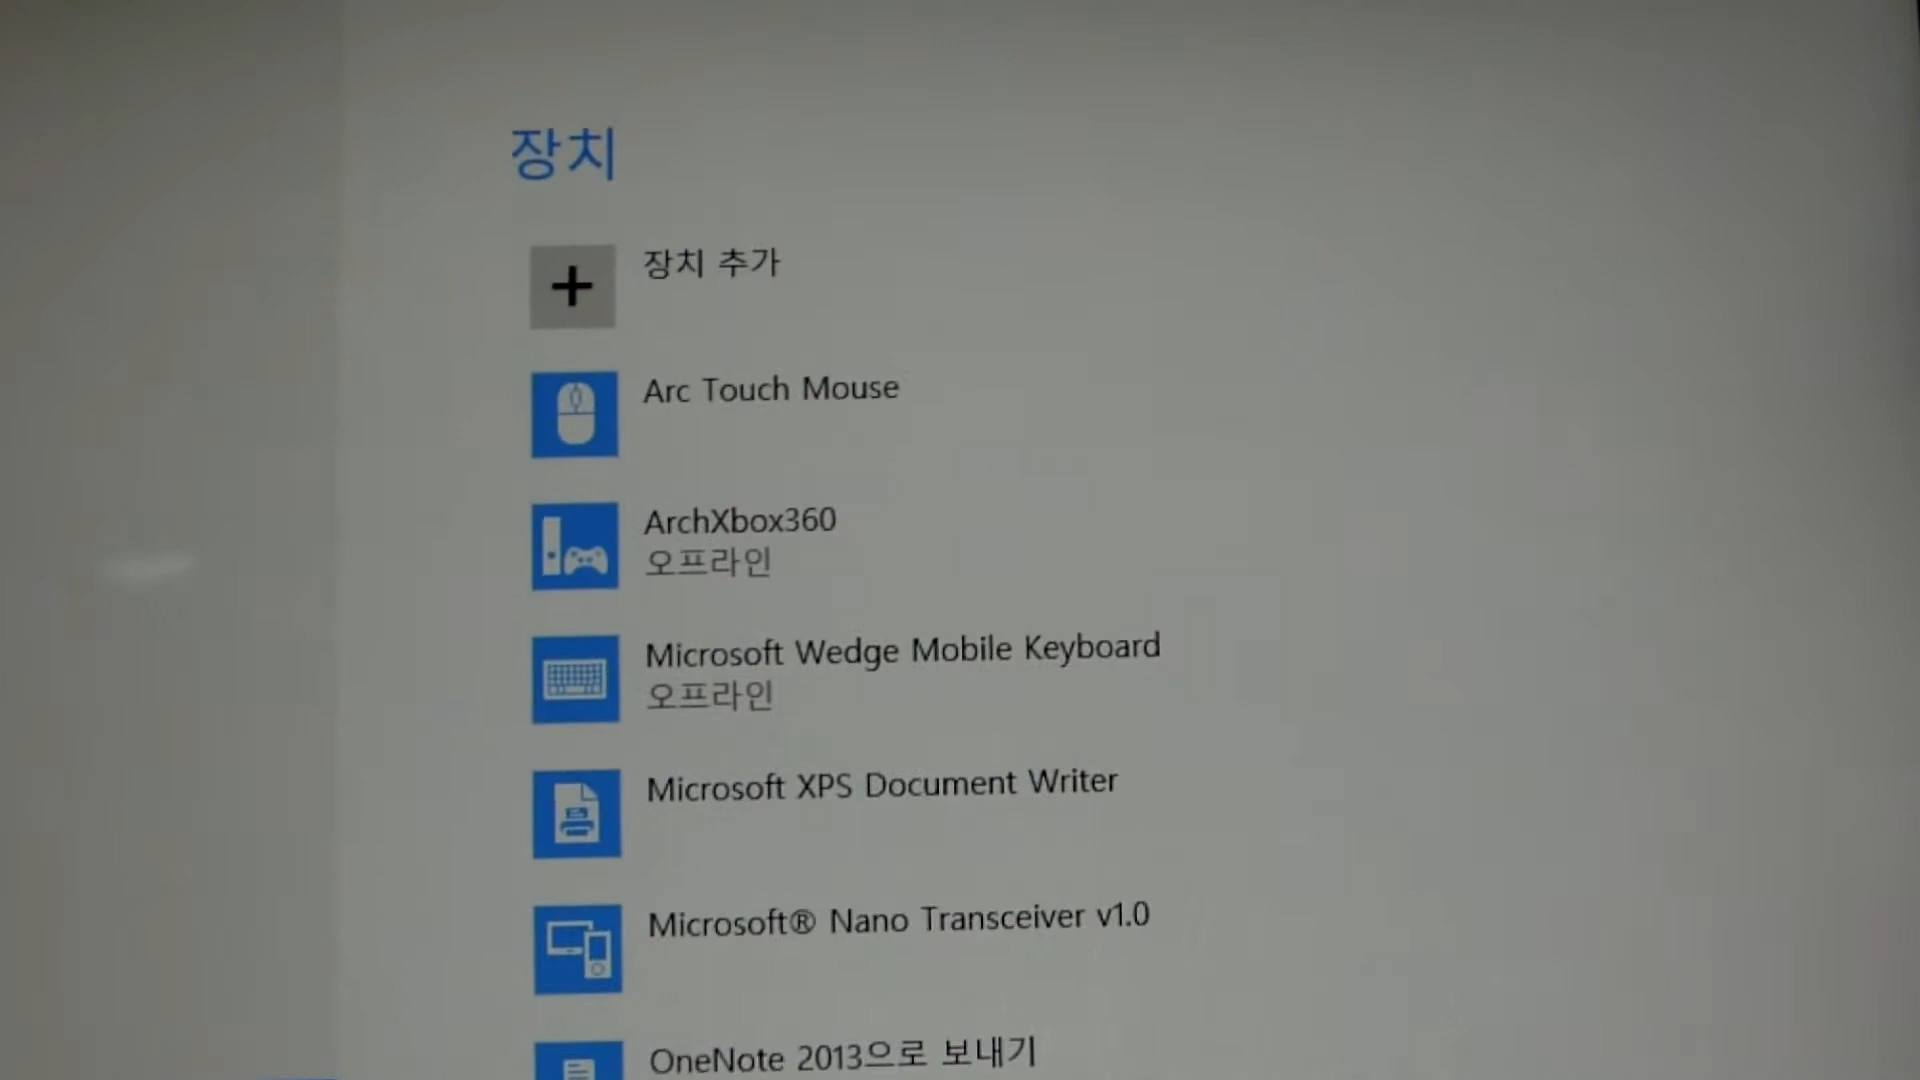 장치
장치 추가
Arc Touch Mouse
ArchXbox360
오프라인
Microsoft Wedge Mobile Keyboard
오프라인
Microsoft XPS Document Writer
Microsoft® Nano Transceiver v1.0
OneNote 2013으로 보내기